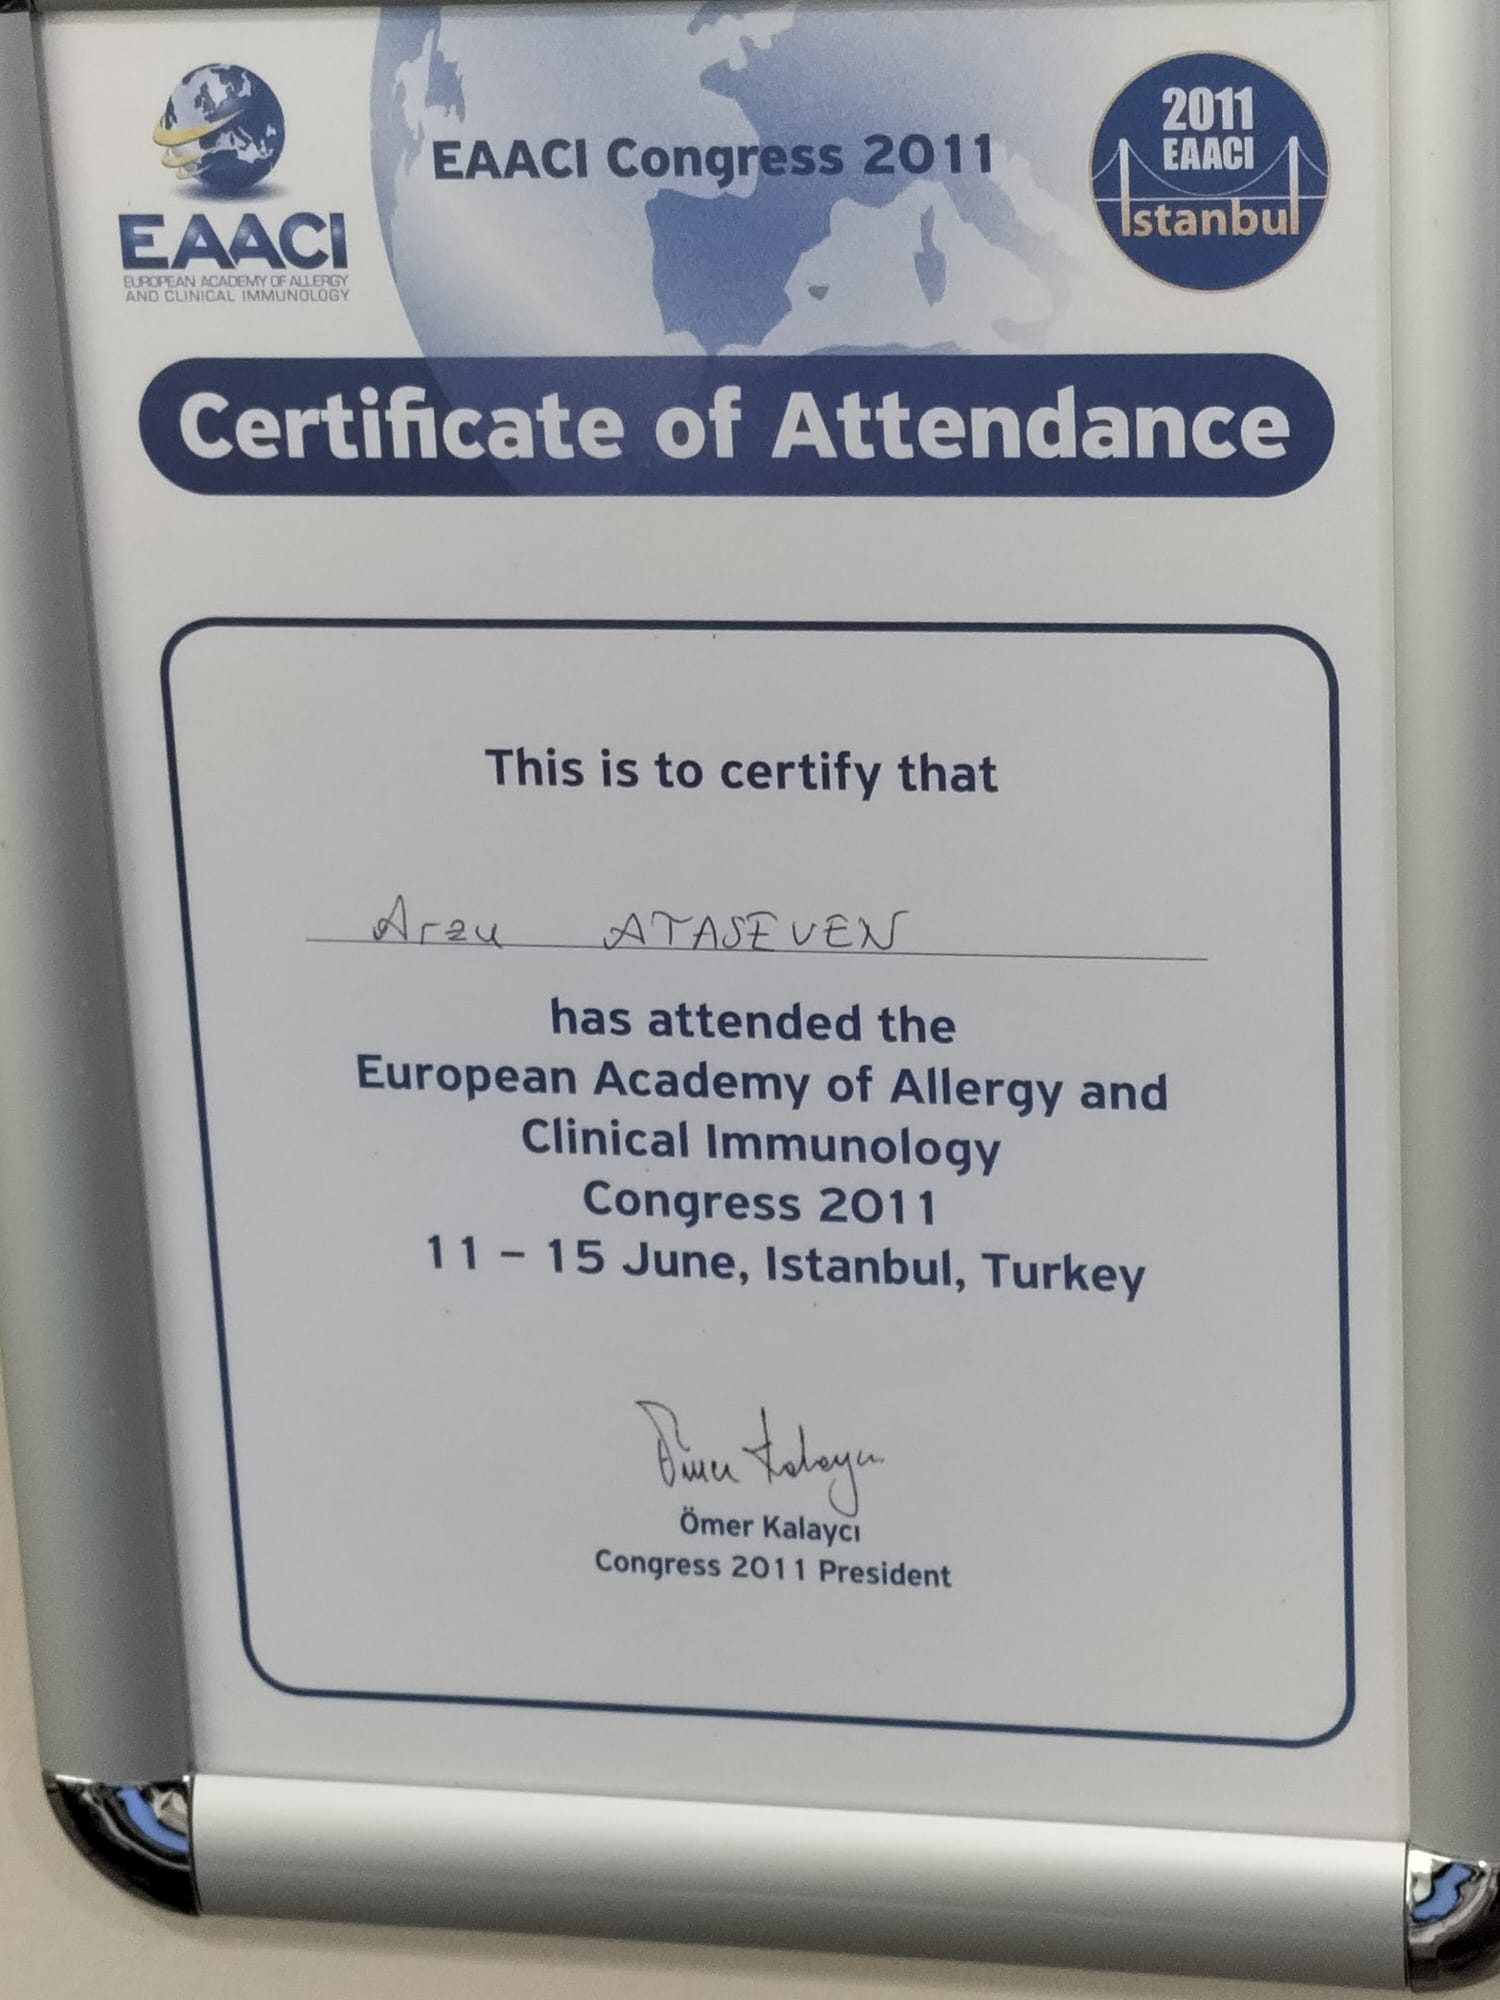 EAACI
EUROPEAN ACADEMY OF ALLERGY
AND CLINICAL IMMUNOLOGY
EAACI Congress 2011
2011
EAACI
Istanbul
Certificate of Attendance
This is to certify that
Arzu ATASEVEN
has attended the
European Academy of Allergy and
Clinical Immunology
Congress 2011
11 – 15 June, Istanbul, Turkey
Ömer Kalaycı
Ömer Kalaycı
Congress 2011 President